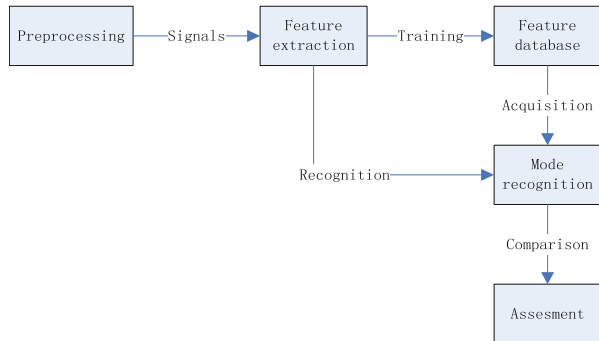 Preprocessing
Signals
Feature
extraction
Training
Feature
database
Acquisition
Mode
recognition
Recognition
Comparison
Assesment